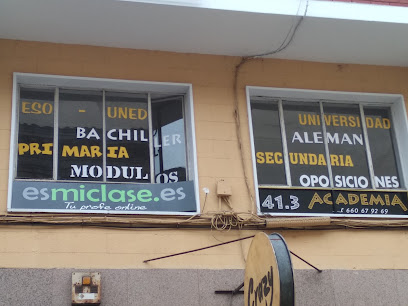 ESO - UNED
BACHILLER
PRIMARIA
MODULOS
esmiclase.es
Tu profe online
UNIVERSIDAD
ALEMAN
SECUNDARIA
OPOSICIONES
41.3 ACADEMIA
660 67 92 69
Crazy